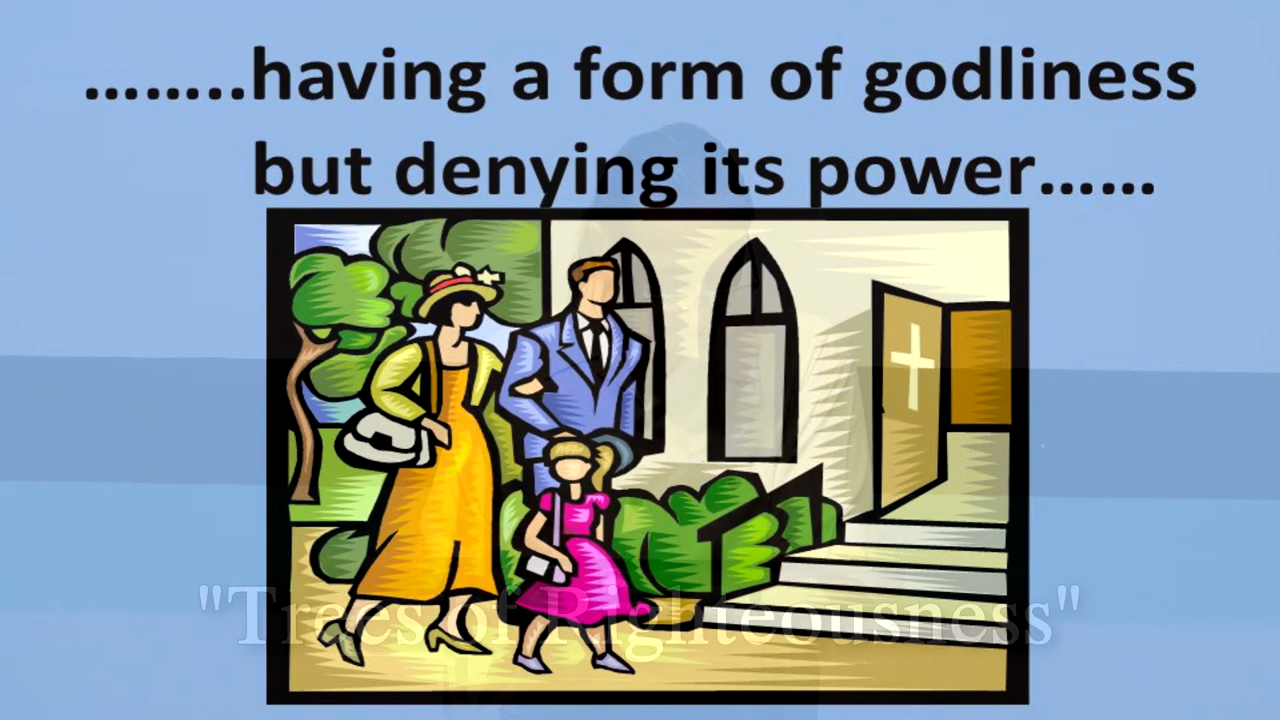 ........having a form of godliness
but denying its power......
"Trees of Righteousness"